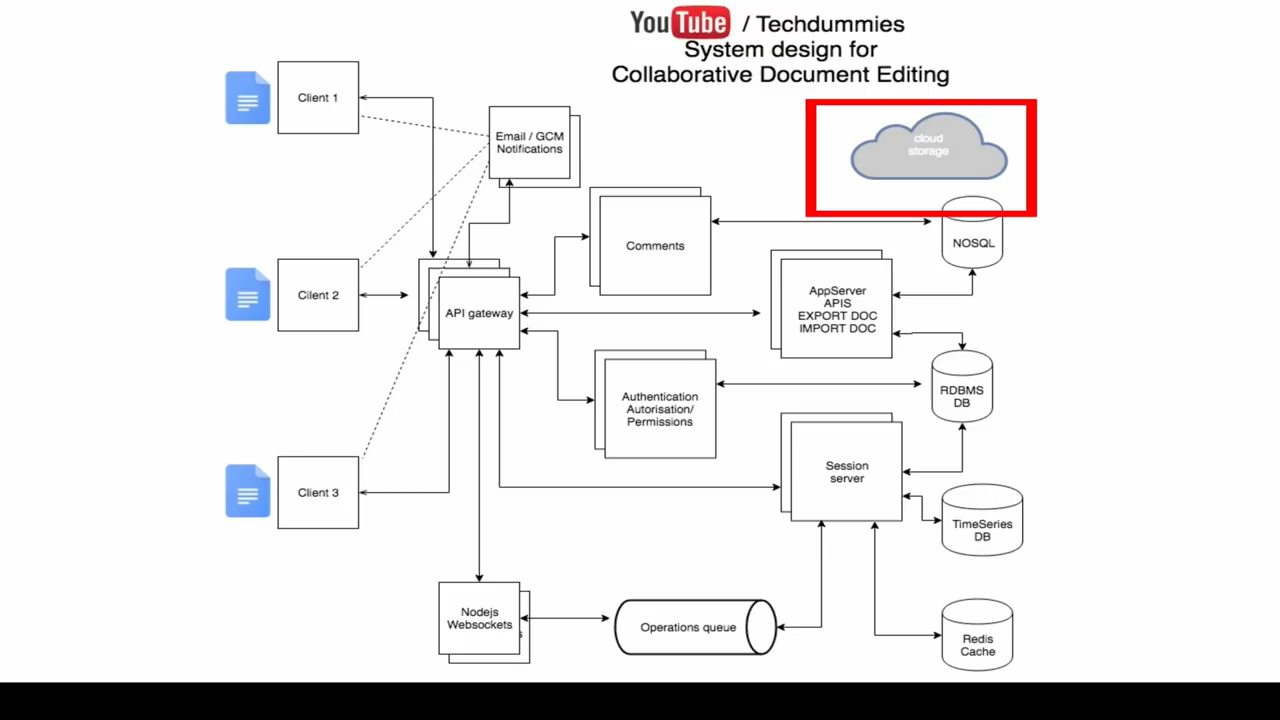 YouTube / Techdummies
System design for
Collaborative Document Editing
Client 1
Email / GCM
Notifications
cloud
storage
Comments
NOSQL
Cilent 2
API gateway
AppServer
APIS
EXPORT DOC
IMPORT DOC
Authentication
Autorisation/
Permissions
RDBMS
DB
Client 3
Session
server
TimeSeries
DB
Nodejs
Websockets
s
Operations queue
Redis
Cache